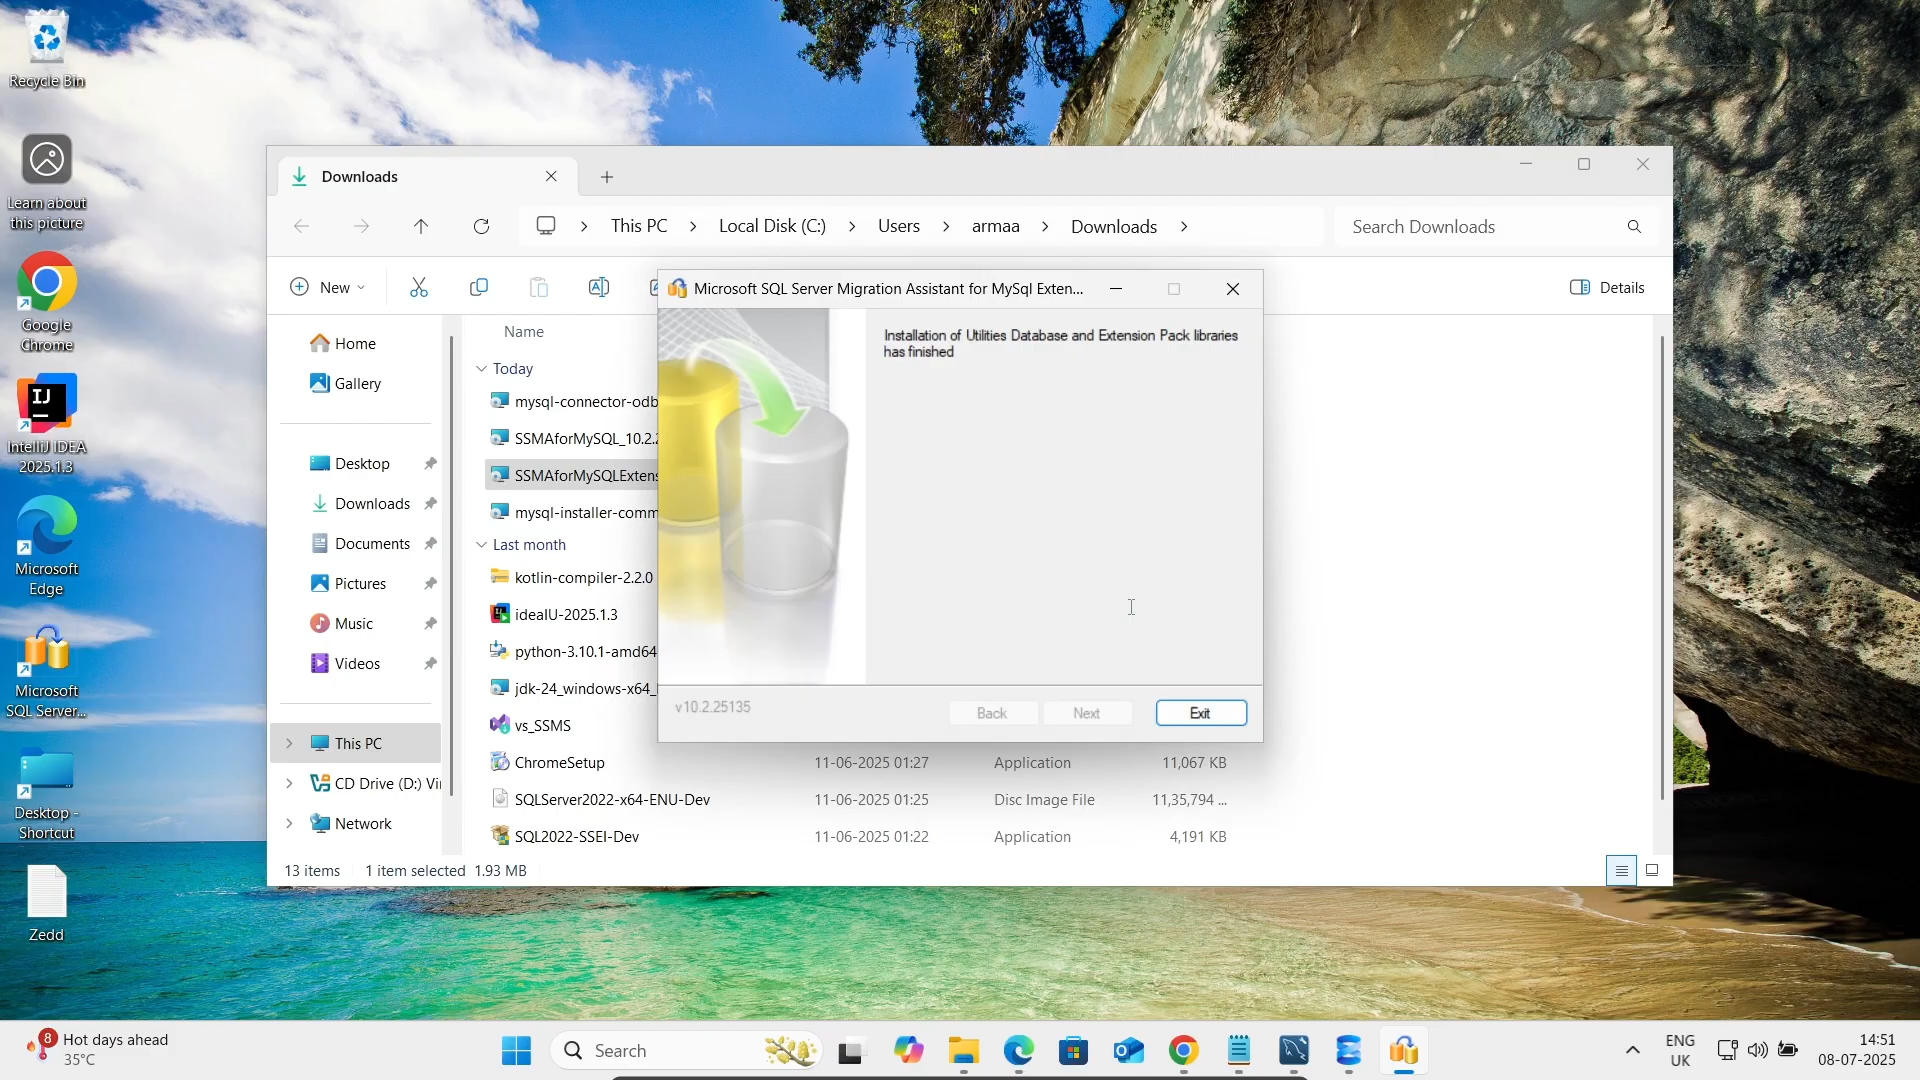 Recycle Bin
Learn about
this picture
Google
Chrome
IntelliJ IDEA
2025.1.3
Microsoft
Edge
Microsoft
SQL Server...
Desktop -
Shortcut
Zedd
Downloads
This PC
Local Disk (C:)
Users
armaa
Downloads
Search Downloads
New
Details
Home
Gallery
Desktop
Downloads
Documents
Pictures
Music
Videos
This PC
CD Drive (D:) Vi
Network
Name
Today
mysql-connector-odb
SSMAforMySQL_10.2.2
SSMAforMySQLExtens
mysql-installer-comm
Last month
kotlin-compiler-2.2.0
ideaIU-2025.1.3
python-3.10.1-amd64
jdk-24_windows-x64_
vs_SSMS
ChromeSetup 11-06-2025 01:27 Application 11,067 KB
SQLServer2022-x64-ENU-Dev 11-06-2025 01:25 Disc Image File 11,35,794 ...
SQL2022-SSEI-Dev 11-06-2025 01:22 Application 4,191 KB
13 items 1 item selected 1.93 MB
Microsoft SQL Server Migration Assistant for MySql Exten...
Installation of Utilities Database and Extension Pack libraries
has finished
v10.2.25135
Back
Next
Exit
8
Hot days ahead
35°C
Search
ENG
UK
14:51
08-07-2025